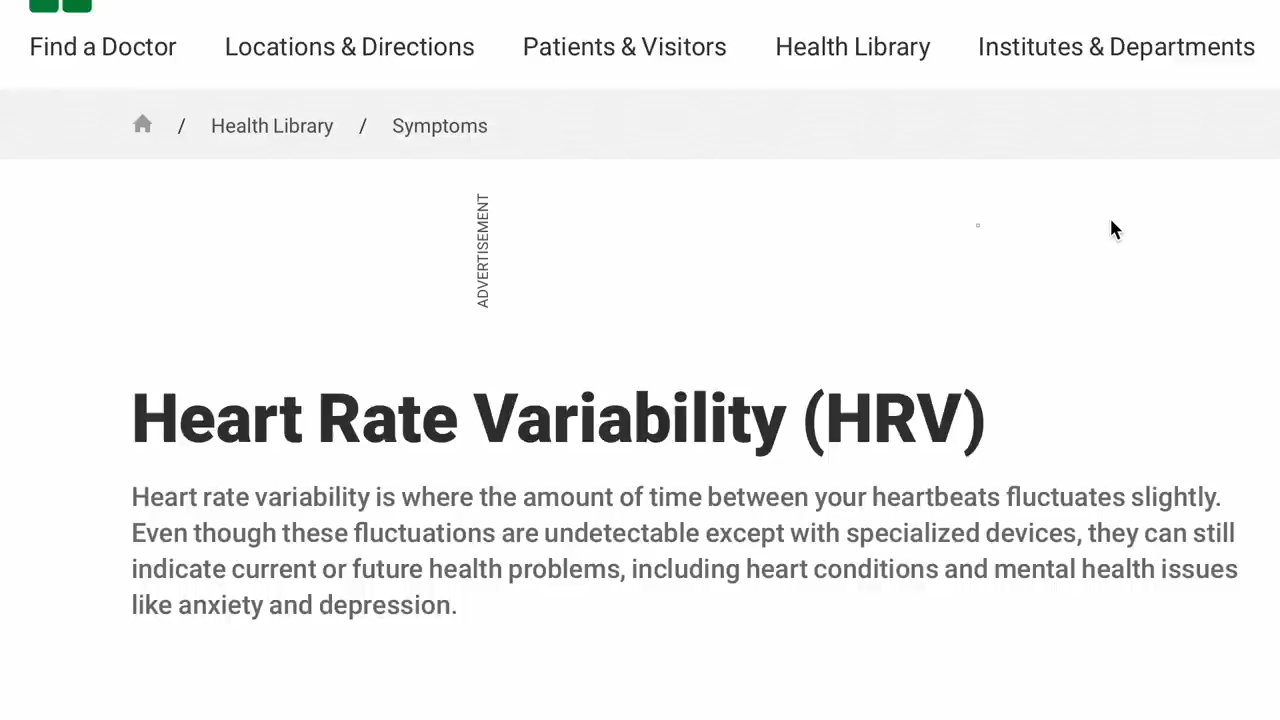 Find a Doctor Locations & Directions Patients & Visitors Health Library Institutes & Departments
/ Health Library / Symptoms
ADVERTISEMENT
Heart Rate Variability (HRV)
Heart rate variability is where the amount of time between your heartbeats fluctuates slightly.
Even though these fluctuations are undetectable except with specialized devices, they can still
indicate current or future health problems, including heart conditions and mental health issues
like anxiety and depression.